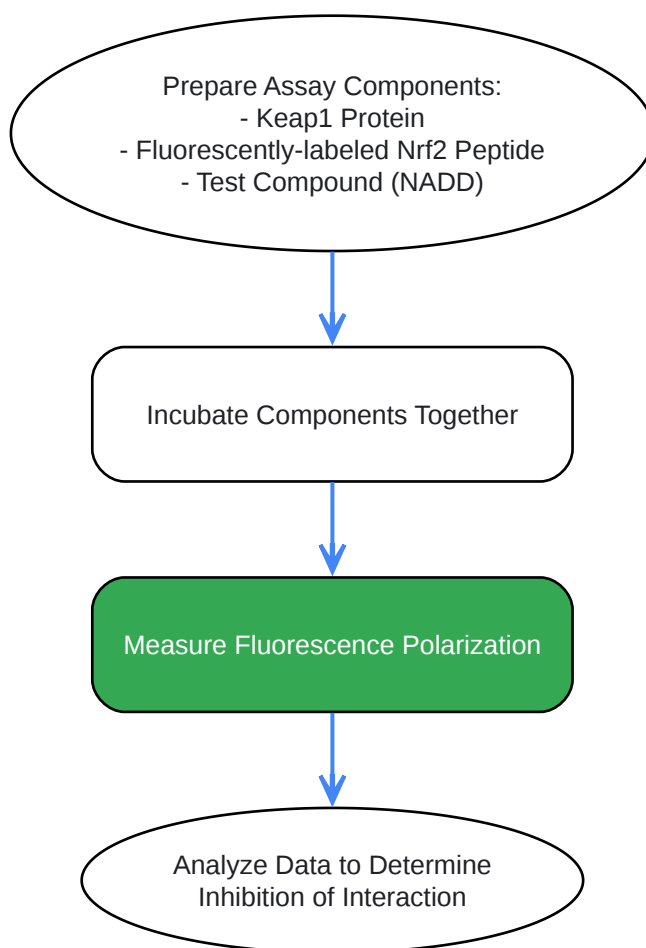 Prepare Assay Components:
- Keap1 Protein
- Fluorescently-labeled Nrf2 Peptide
- Test Compound (NADD)
Incubate Components Together
Measure Fluorescence Polarization
Analyze Data to Determine
Inhibition of Interaction